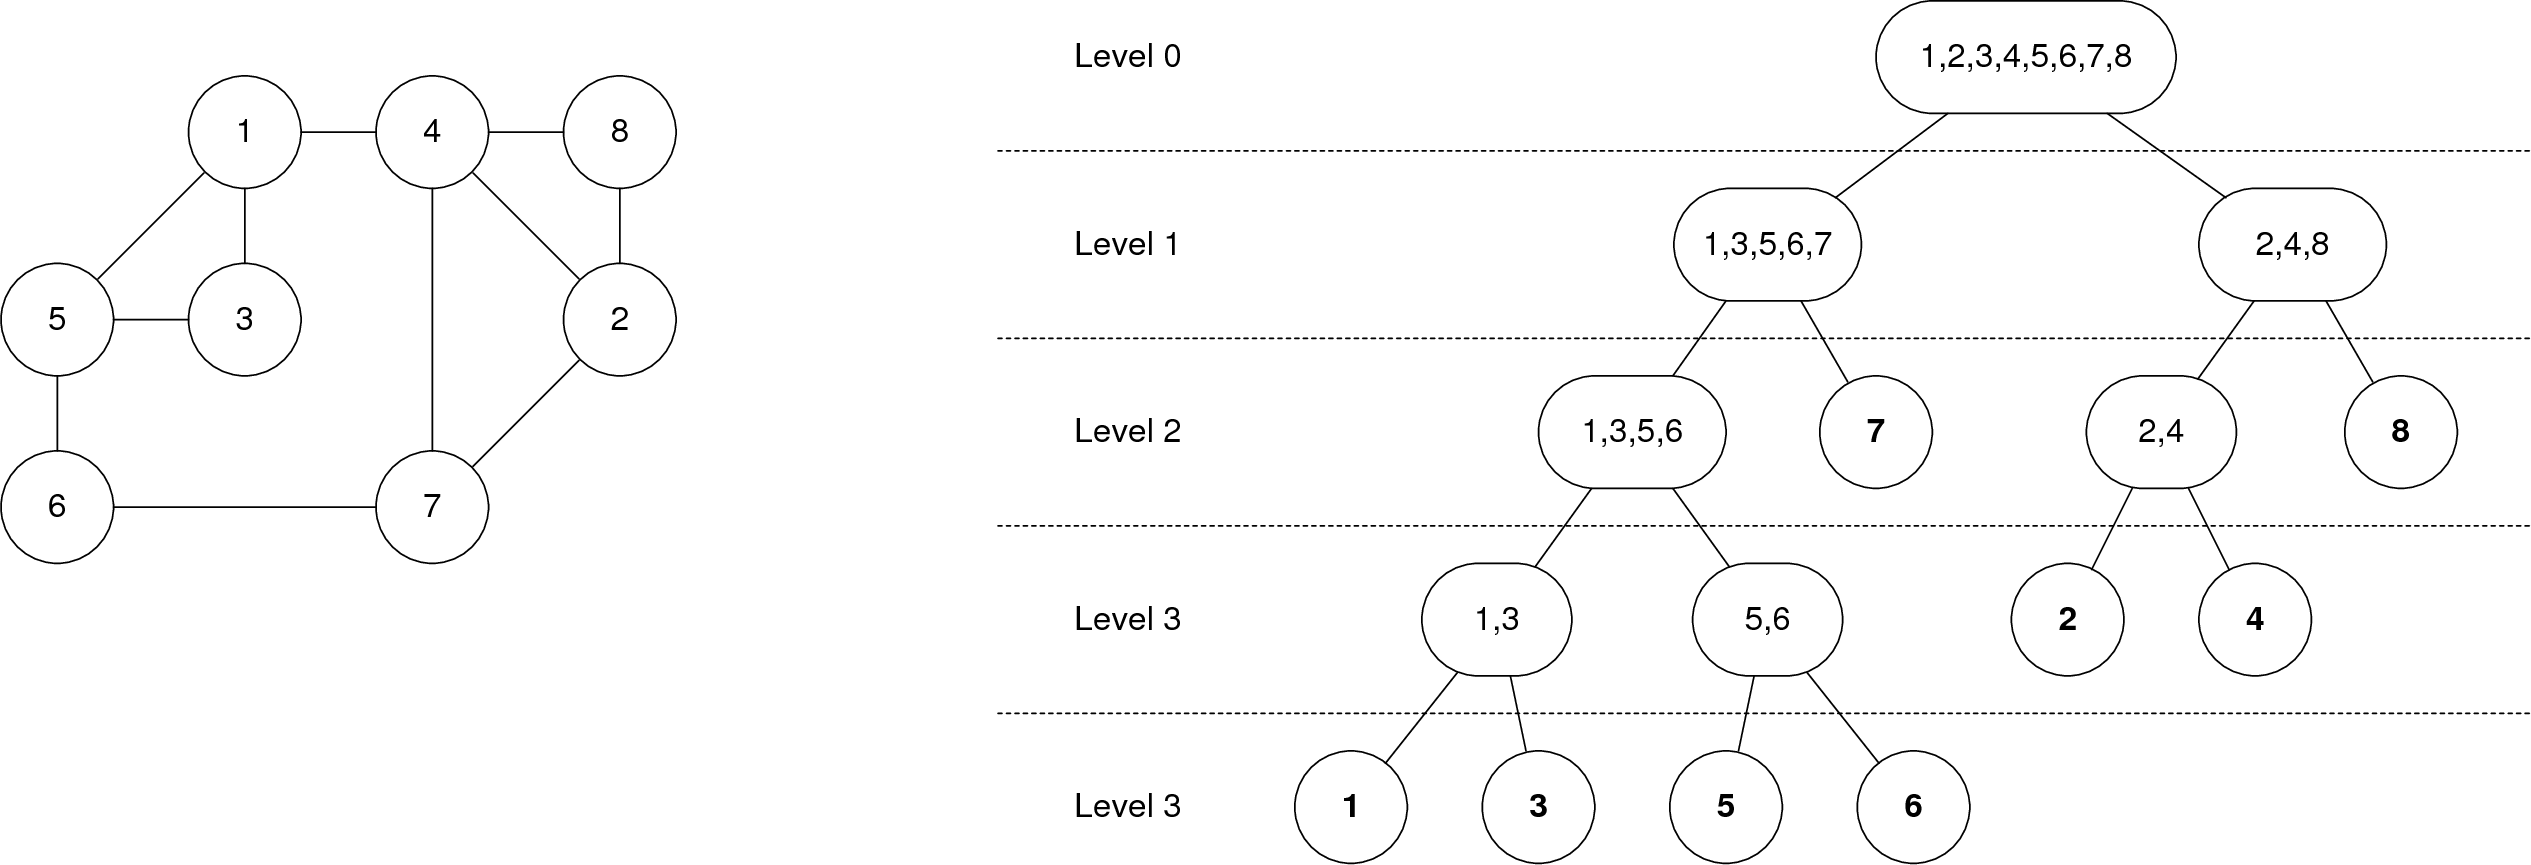 1 4 8
5 3 2
6 7
Level 0 1,2,3,4,5,6,7,8
Level 1 1,3,5,6,7 2,4,8
Level 2 1,3,5,6 7 2,4 8
Level 3 1,3 5,6 2 4
Level 3 1 3 5 6